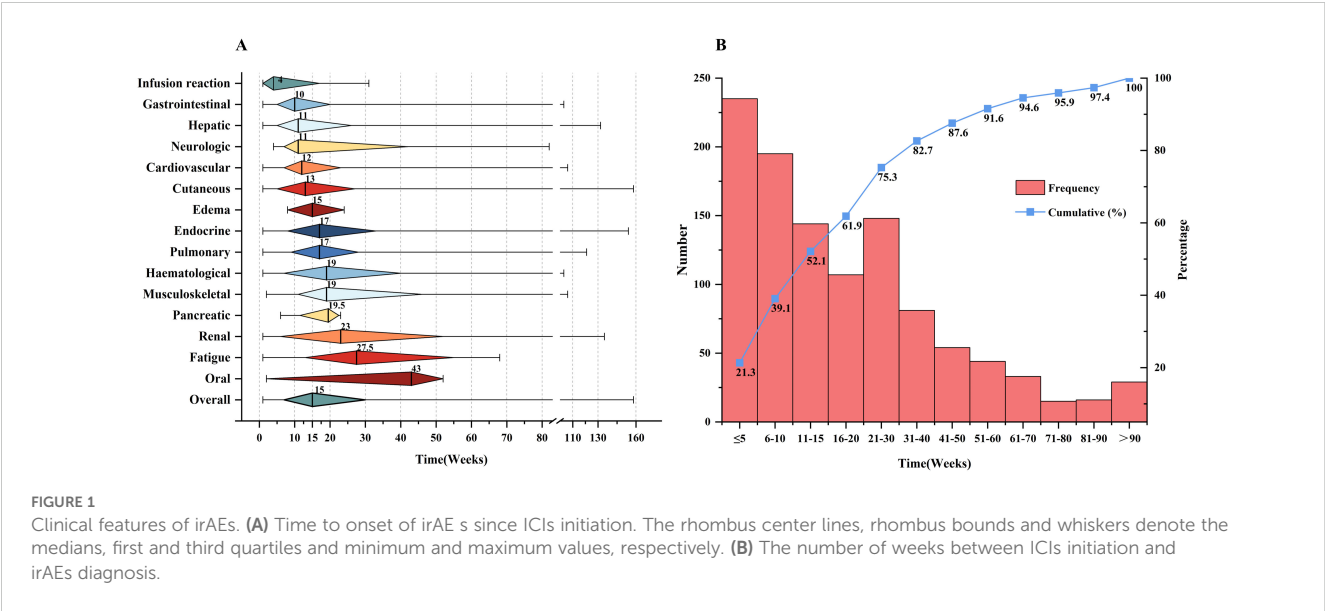 A
Infusion reaction
4
Gastrointestinal
10
Hepatic
11
Neurologic
11
Cardiovascular
12
Cutaneous
13
Edema
15
Endocrine
17
Pulmonary
17
Haematological
19
Musculoskeletal
19
Pancreatic
19.5
Renal
23
Fatigue
27.5
Oral
43
Overall
15
0 10 15 20 30 40 50 60 70 80 110 130 160
Time(Weeks)
B
Number
250
200
150
100
50
0
21.3
39.1
52.1
61.9
75.3
82.7
87.6
91.6
94.6
95.9
97.4
100
Frequency
Cumulative (%)
100
80
60
40
20
Percentage
≤5 6-10 11-15 16-20 21-30 31-40 41-50 51-60 61-70 71-80 81-90 >90
Time(Weeks)
FIGURE 1
Clinical features of irAEs. (A) Time to onset of irAE s since ICIs initiation. The rhombus center lines, rhombus bounds and whiskers denote the
medians, first and third quartiles and minimum and maximum values, respectively. (B) The number of weeks between ICIs initiation and
irAEs diagnosis.